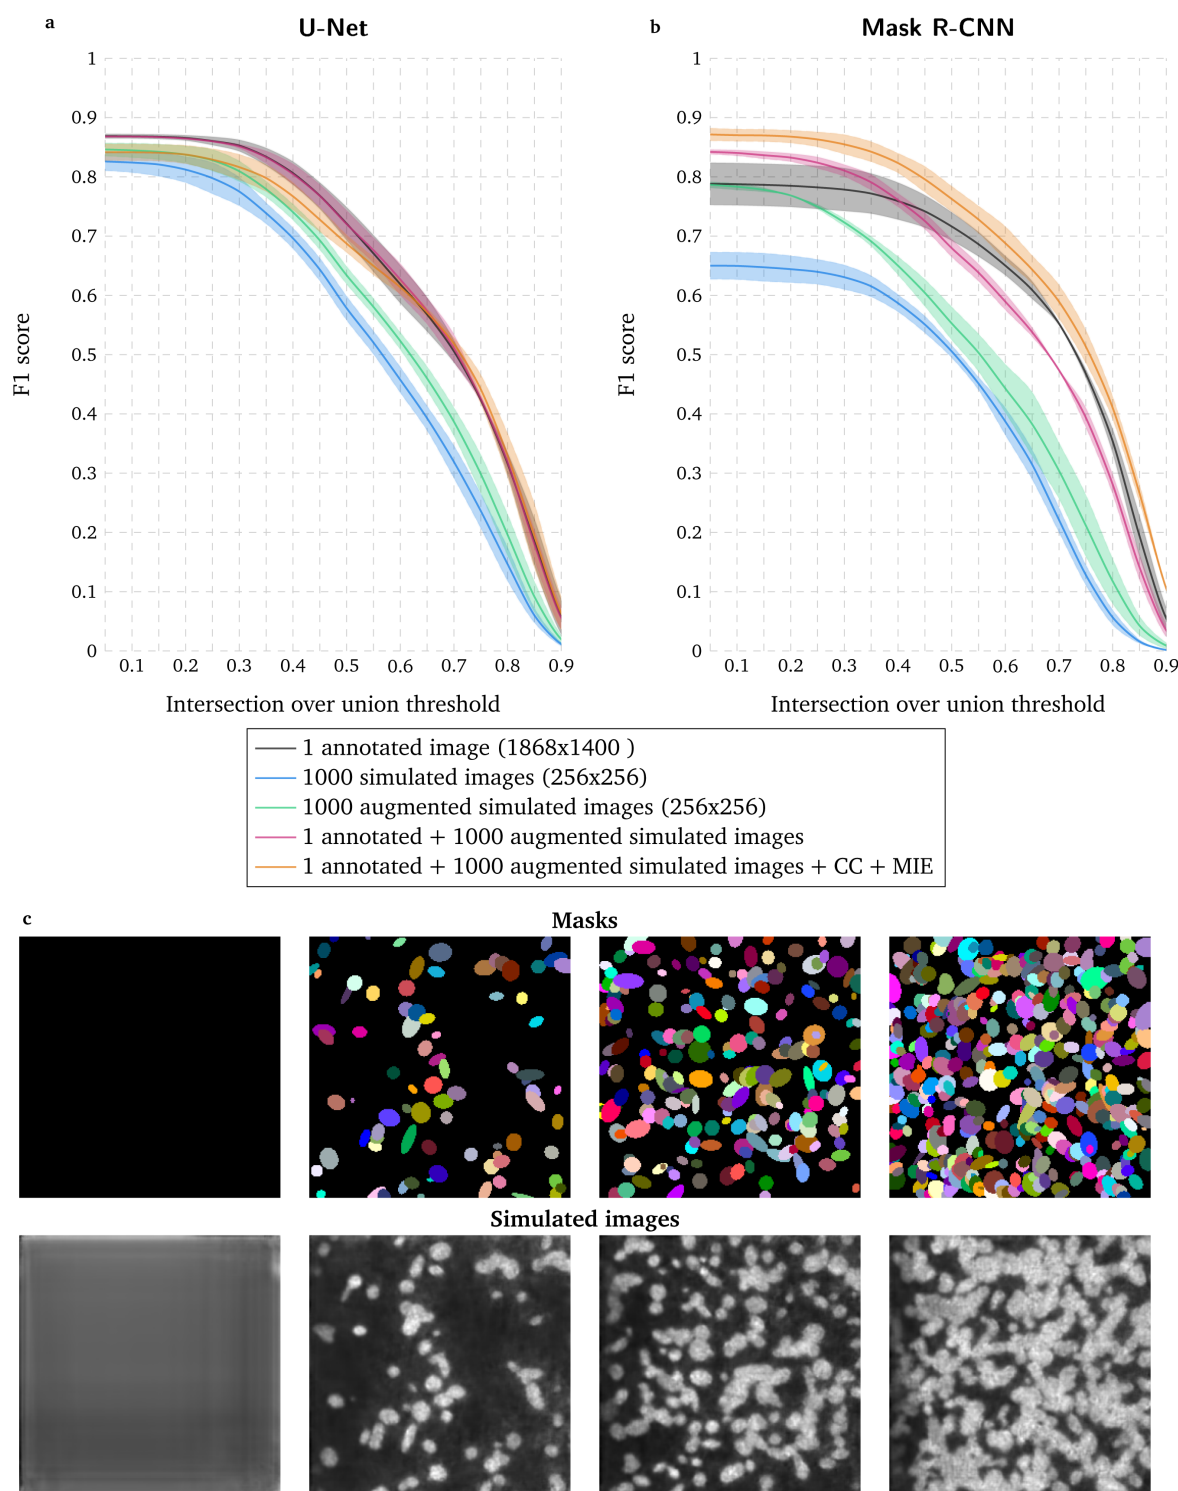 a
U-Net
1
0.9
0.8
0.7
0.6
0.5
0.4
0.3
0.2
0.1
0
F1 score
0.1 0.2 0.3 0.4 0.5 0.6 0.7 0.8 0.9
Intersection over union threshold
b
Mask R-CNN
1
0.9
0.8
0.7
0.6
0.5
0.4
0.3
0.2
0.1
0
F1 score
0.1 0.2 0.3 0.4 0.5 0.6 0.7 0.8 0.9
Intersection over union threshold
1 annotated image (1868x1400 )
1000 simulated images (256x256)
1000 augmented simulated images (256x256)
1 annotated + 1000 augmented simulated images
1 annotated + 1000 augmented simulated images + CC + MIE
c
Masks
Simulated images